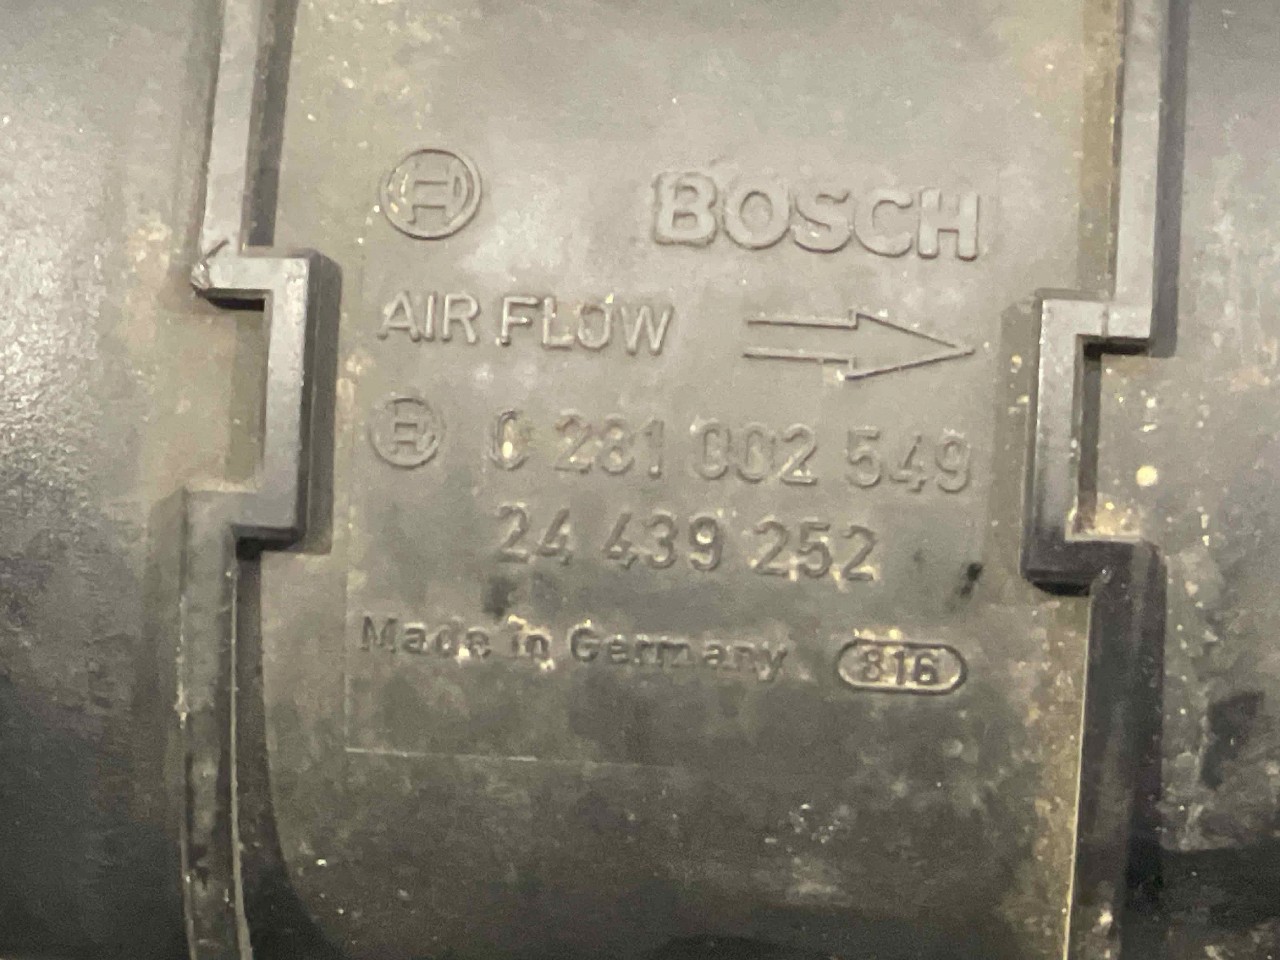 BOSCH
AIR FLOW
0 281 002 549
24 439 252
Made in Germany 816